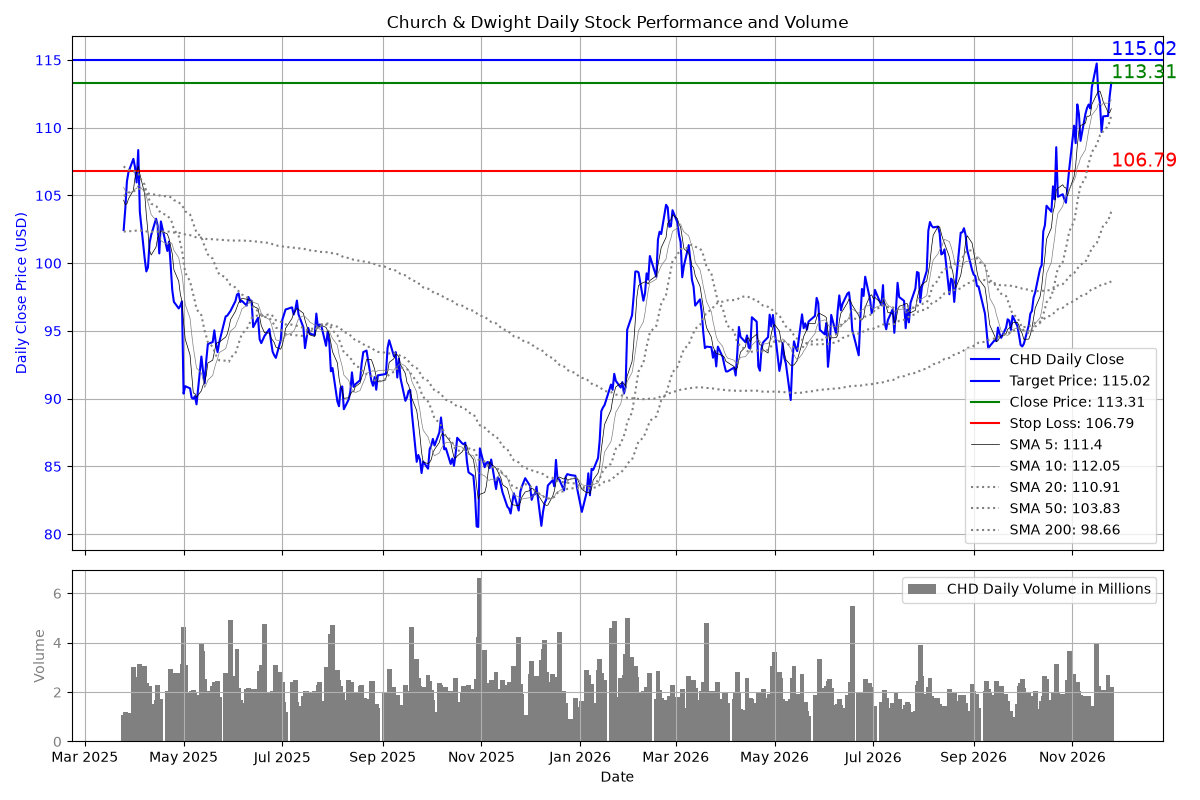 Church & Dwight Daily Stock Performance and Volume
115.02
113.31
106.79
115
110
105
100
95
90
85
80
Daily Close Price (USD)
CHD Daily Close
Target Price: 115.02
Close Price: 113.31
Stop Loss: 106.79
SMA 5: 111.4
SMA 10: 112.05
SMA 20: 110.91
SMA 50: 103.83
SMA 200: 98.66
CHD Daily Volume in Millions
6
4
2
0
Volume
Mar 2025 May 2025 Jul 2025 Sep 2025 Nov 2025 Jan 2026 Mar 2026 May 2026 Jul 2026 Sep 2026 Nov 2026
Date